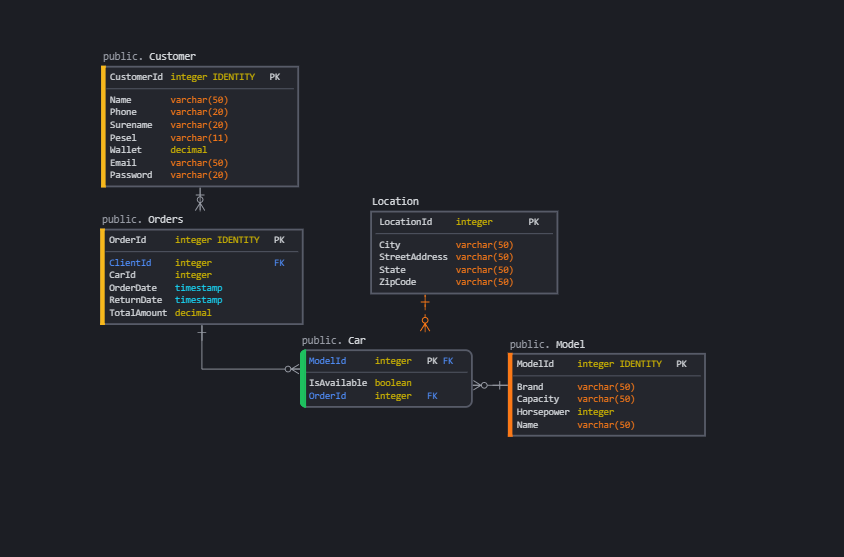 public. Customer
CustomerId integer IDENTITY PK
Name varchar(50)
Phone varchar(20)
Surename varchar(20)
Pesel varchar(11)
Wallet decimal
Email varchar(50)
Password varchar(20)
public. Orders
OrderId integer IDENTITY PK
ClientId integer FK
CarId integer
OrderDate timestamp
ReturnDate timestamp
TotalAmount decimal
Location
LocationId integer PK
City varchar(50)
StreetAddress varchar(50)
State varchar(50)
ZipCode varchar(50)
public. Car
ModelId integer PK FK
IsAvailable boolean
OrderId integer FK
public. Model
ModelId integer IDENTITY PK
Brand varchar(50)
Capacity varchar(50)
Horsepower integer
Name varchar(50)